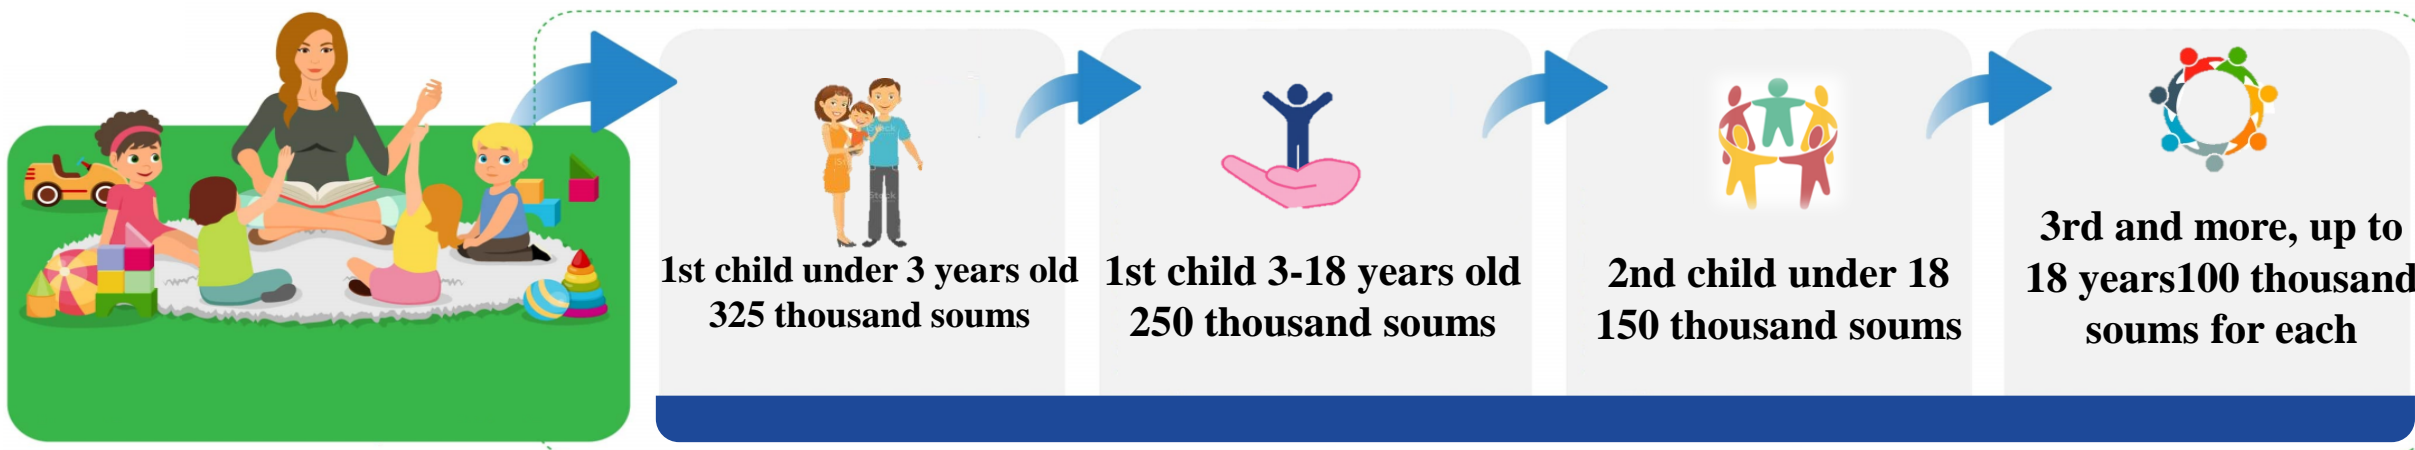 1st child under 3 years old
325 thousand soums
1st child 3-18 years old
250 thousand soums
2nd child under 18
150 thousand soums
3rd and more, up to
18 years100 thousand
soums for each